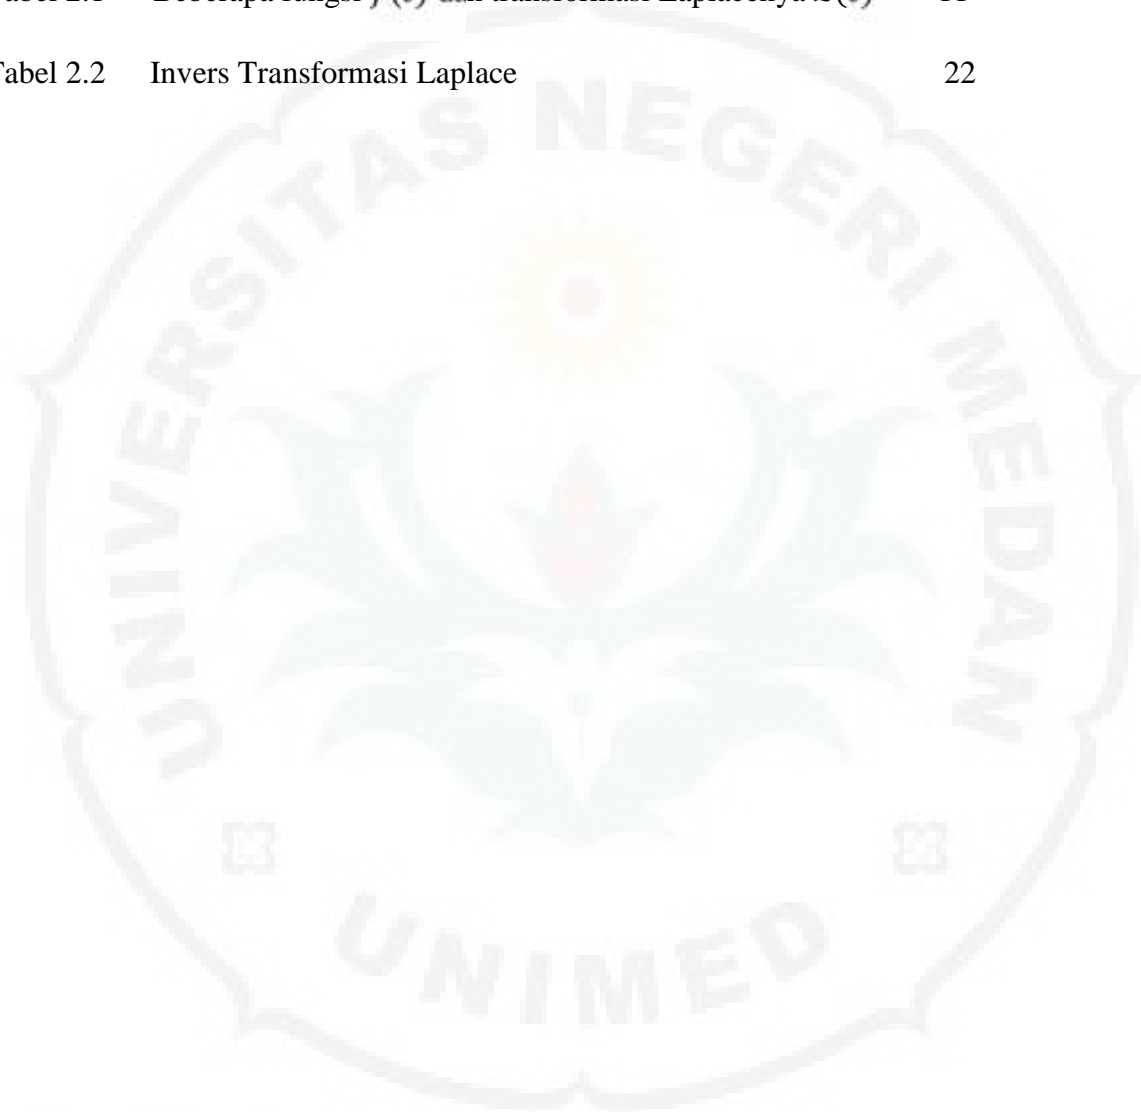 Beberapa fungsi dan transformasi Laplacenya
Tabel 2.2 Invers Transformasi Laplace 22
UNIVERSITAS NEGERI MEDAN
UNIMED